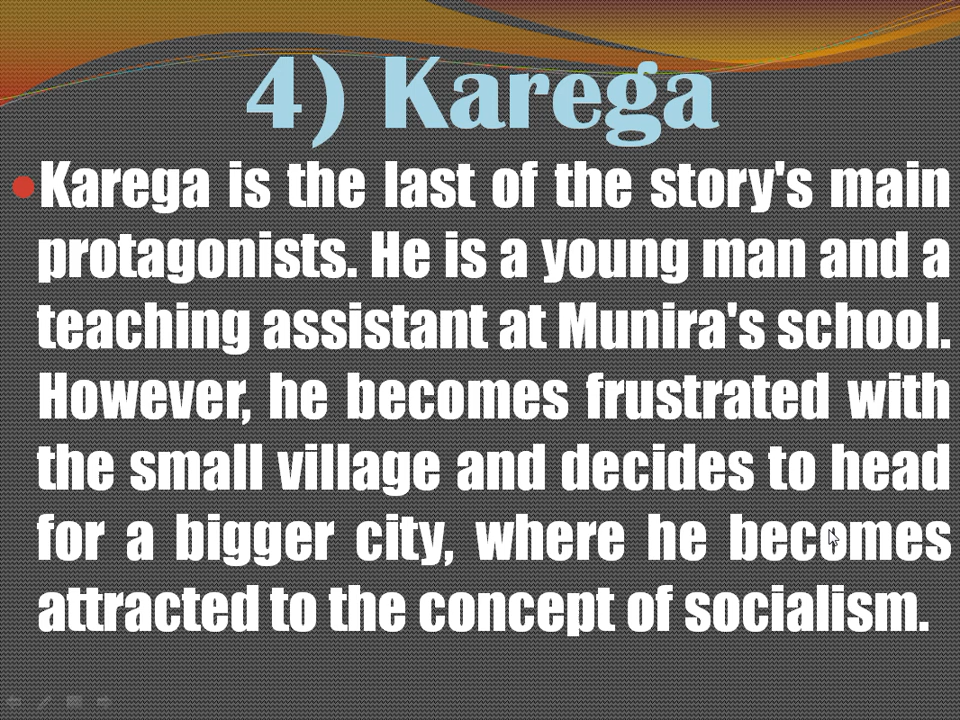 4) Karega
Karega is the last of the story's main
protagonists. He is a young man and a
teaching assistant at Munira's school.
However, he becomes frustrated with
the small village and decides to head
for a bigger city, where he becomes
attracted to the concept of socialism.